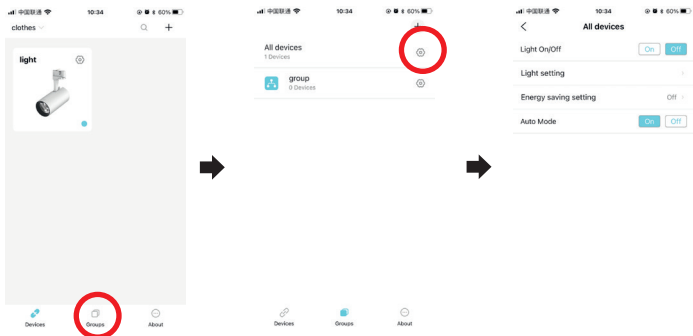 中国联通
10:34
60%
clothes
light
Devices
Groups
About
中国联通
10:34
60%
All devices
1 Devices
group
0 Devices
Devices
Groups
About
中国联通
10:34
60%
All devices
Light On/Off
On
Off
Light setting
Energy saving setting
Off
Auto Mode
On
Off